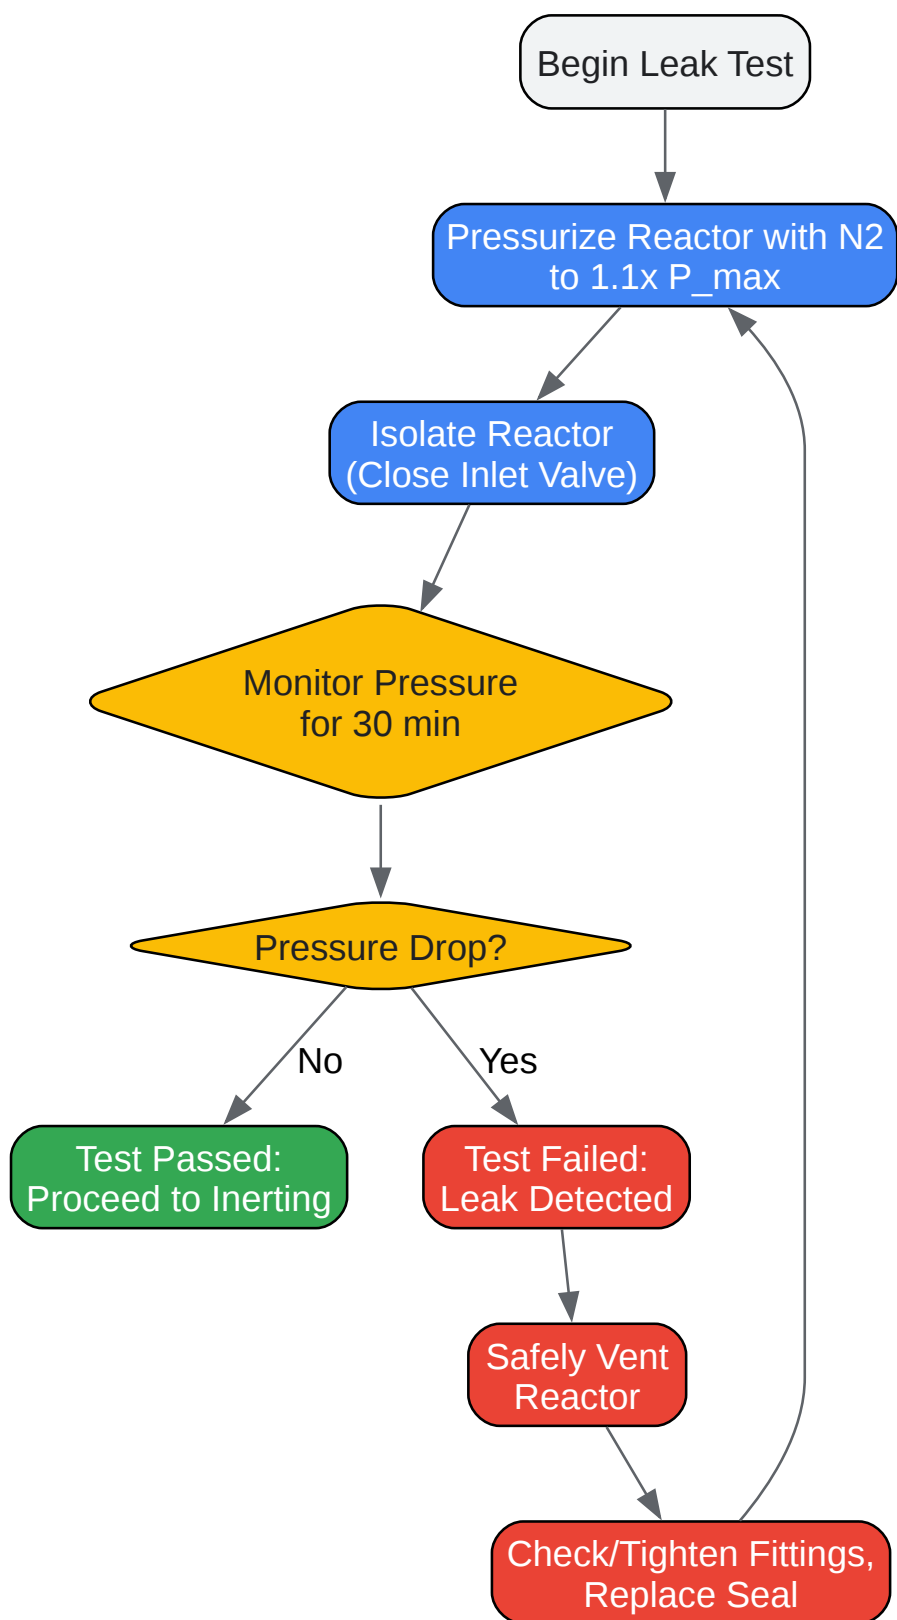 Begin Leak Test
Pressurize Reactor with N2
to 1.1x P_max
Isolate Reactor
(Close Inlet Valve)
Monitor Pressure
for 30 min
Pressure Drop?
No
Yes
Test Passed:
Proceed to Inerting
Test Failed:
Leak Detected
Safely Vent
Reactor
Check/Tighten Fittings,
Replace Seal